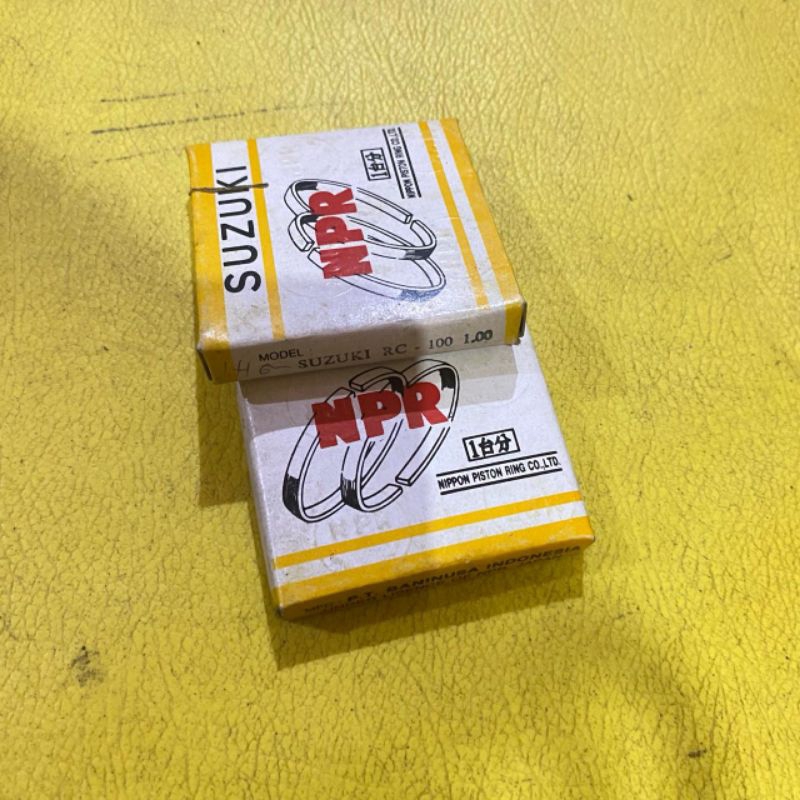 SUZUKI
NPR
1台分
NIPPON PISTON RING CO.,LTD.
MODEL :
SUZUKI RC - 100 1.00
NPR
1台分
NIPPON PISTON RING CO.,LTD.
P.T. DANINUSA INDONESIA